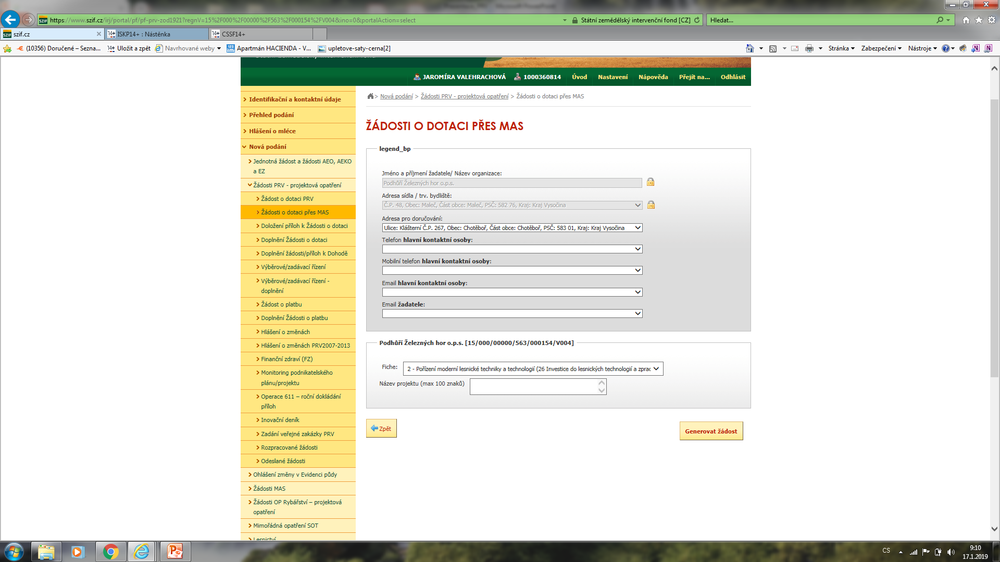 https://www.szif.cz/irj/portal/pf/pf-prv-zod1921?regnV=15%2F000%2F00000%2F563%2F000154%2FV004&ino=0&portalAction=select
Státní zemědělský intervenční fond [CZ]
Hledat...
szif.cz
ISKP14+ : Nástěnka
CSSF14+
(10356) Doručené – Sezna...
Uložit a zpět
Navrhované weby
Apartmán HACIENDA - V...
upletove-saty-cerna[2]
Stránka
Zabezpečení
Nástroje
JAROMÍRA VALEHRACHOVÁ
1000360814
Úvod
Nastavení
Nápověda
Přejít na...
Odhlásit
Identifikační a kontaktní údaje
Přehled podání
Hlášení o mléce
Nová podání
Jednotná žádost a žádosti AEO, AEKO
a EZ
Žádosti PRV - projektová opatření
Žádost o dotaci PRV
Žádosti o dotaci přes MAS
Doložení příloh k Žádosti o dotaci
Doplnění Žádosti o dotaci
Doplnění žádosti/příloh k Dohodě
Výběrové/zadávací řízení
Výběrové/zadávací řízení -
doplnění
Žádost o platbu
Doplnění Žádosti o platbu
Hlášení o změnách
Hlášení o změnách PRV2007-2013
Finanční zdraví (FZ)
Monitoring podnikatelského
plánu/projektu
Operace 611 – roční dokládání
příloh
Inovační deník
Zadání veřejné zakázky PRV
Rozpracované žádosti
Odeslané žádosti
Ohlášení změny v Evidenci půdy
Žádosti MAS
Žádosti OP Rybářství – projektová
opatření
Mimořádná opatření SOT
Lesnictví
> Nová podání > Žádosti PRV - projektová opatření > Žádosti o dotaci přes MAS
ŽÁDOSTI O DOTACI PŘES MAS
legend_bp
Jméno a příjmení žadatele/ Název organizace:
Podhůří Železných hor o.p.s.
Adresa sídla / trv. bydliště:
Č.P. 48, Obec: Maleč, Část obce: Maleč, PSČ: 582 76, Kraj: Kraj Vysočina
Adresa pro doručování:
Ulice: Klášterní Č.P. 267, Obec: Chotěboř, Část obce: Chotěboř, PSČ: 583 01, Kraj: Kraj Vysočina
Telefon hlavní kontaktní osoby:
Mobilní telefon hlavní kontaktní osoby:
Email hlavní kontaktní osoby:
Email žadatele:
Podhůří Železných hor o.p.s. [15/000/00000/563/000154/V004]
Fiche:
2 - Pořízení moderní lesnické techniky a technologií (26 Investice do lesnických technologií a zprac
Název projektu (max 100 znaků)
Zpět
Generovat žádost
CS
9:10
17.1.2019